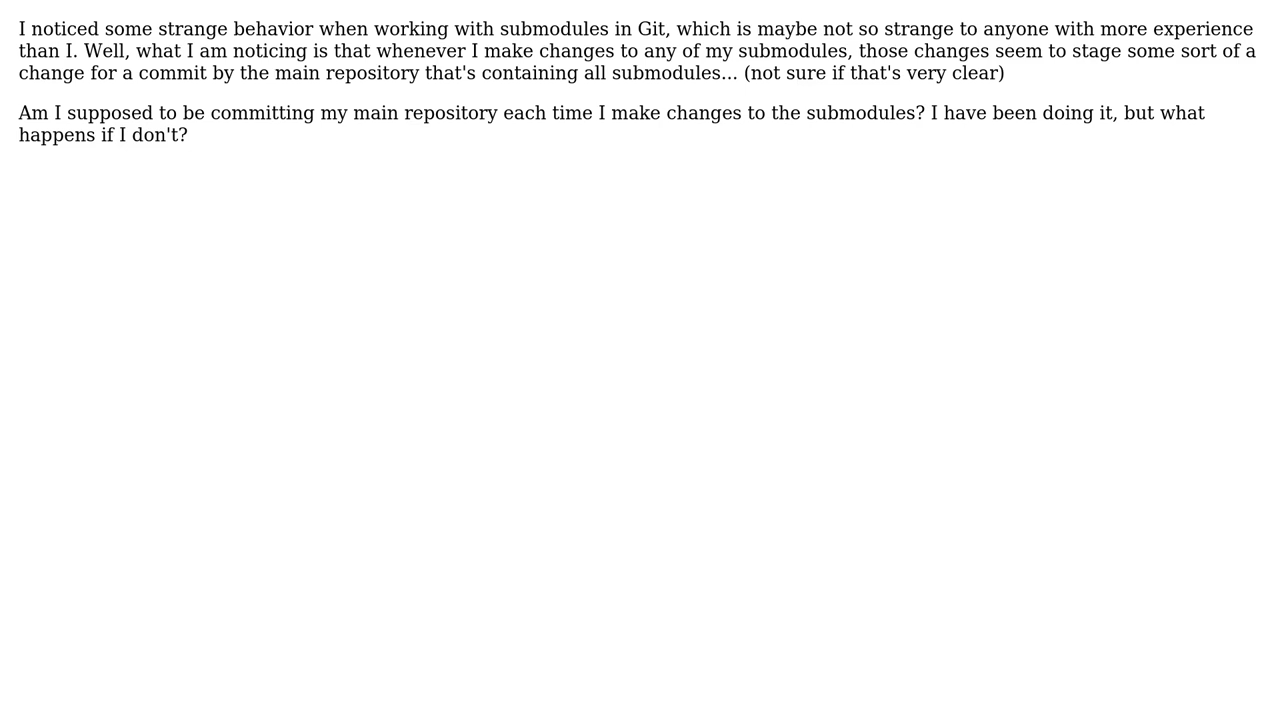 I noticed some strange behavior when working with submodules in Git, which is maybe not so strange to anyone with more experience
than I. Well, what I am noticing is that whenever I make changes to any of my submodules, those changes seem to stage some sort of a
change for a commit by the main repository that's containing all submodules... (not sure if that's very clear)
Am I supposed to be committing my main repository each time I make changes to the submodules? I have been doing it, but what
happens if I don't?